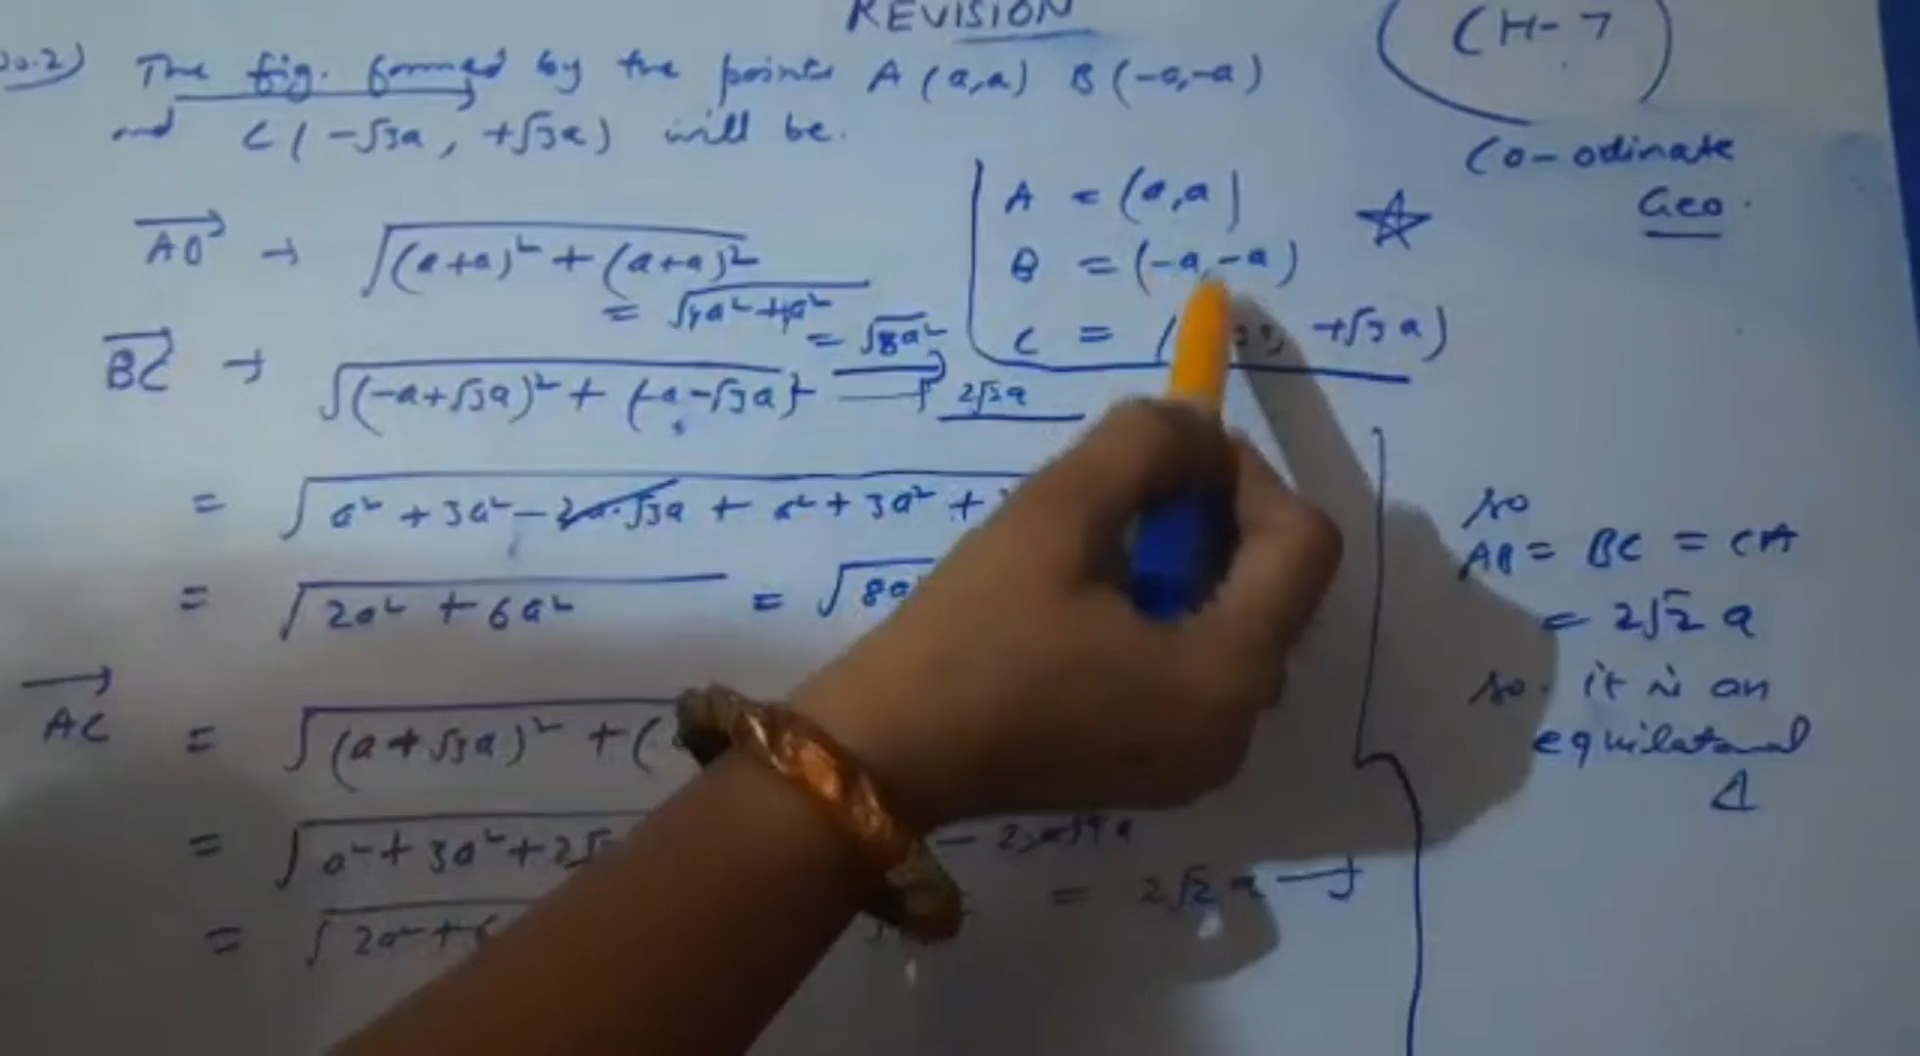 REVISION
The fig. formed by the points A (a,a) B (-a,-a)
and C (-√3a, +√3a) will be.
CH-7
Co-odinate
Geo.
A = (a,a)
B = (-a,-a)
C = ( , +√3a)
→ √(a+a)² + (a+a)²
= √4a²+4a²
= √8a²
BC → √(-a+√3a)² + (-a-√3a)²
2√2a
= √a² + 3a² - 2a.√3a + a² + 3a² +
= √2a² + 6a² = √8a
AC = √(a+√3a)² + (
= √a²+3a²+2√
= √2a²+6
= 2√2a
so
AB = BC = CA
= 2√2 a
so. it is an
equilateral
Δ